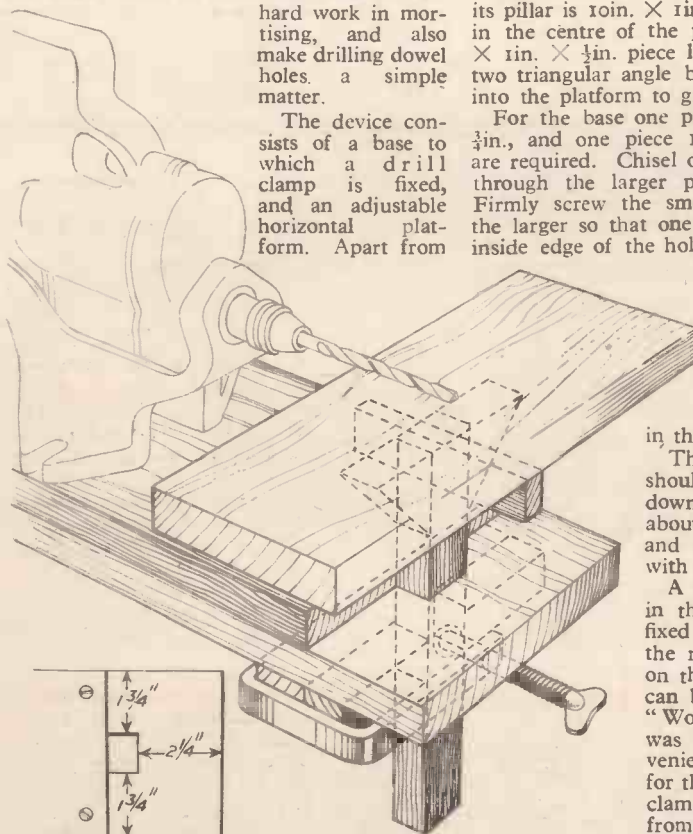 hard work in mor-
tising, and also
make drilling dowel
holes. a simple
matter.
The device con-
sists of a base to
which a drill
clamp is fixed,
and an adjustable
horizontal plat-
form. Apart from
its pillar is 10in. × 1in
in the centre of the
× 1in. × ½in. piece
two triangular angle b
into the platform to g
For the base one p
¾in., and one piece
are required. Chisel
through the larger p
Firmly screw the sm
the larger so that one
inside edge of the hol
in th
Th
shoul
down
about
and
with
A
in th
fixed
the
on th
can
"Wo
was
venie
for th
clam
from
1¾"
2¼"
1¾"